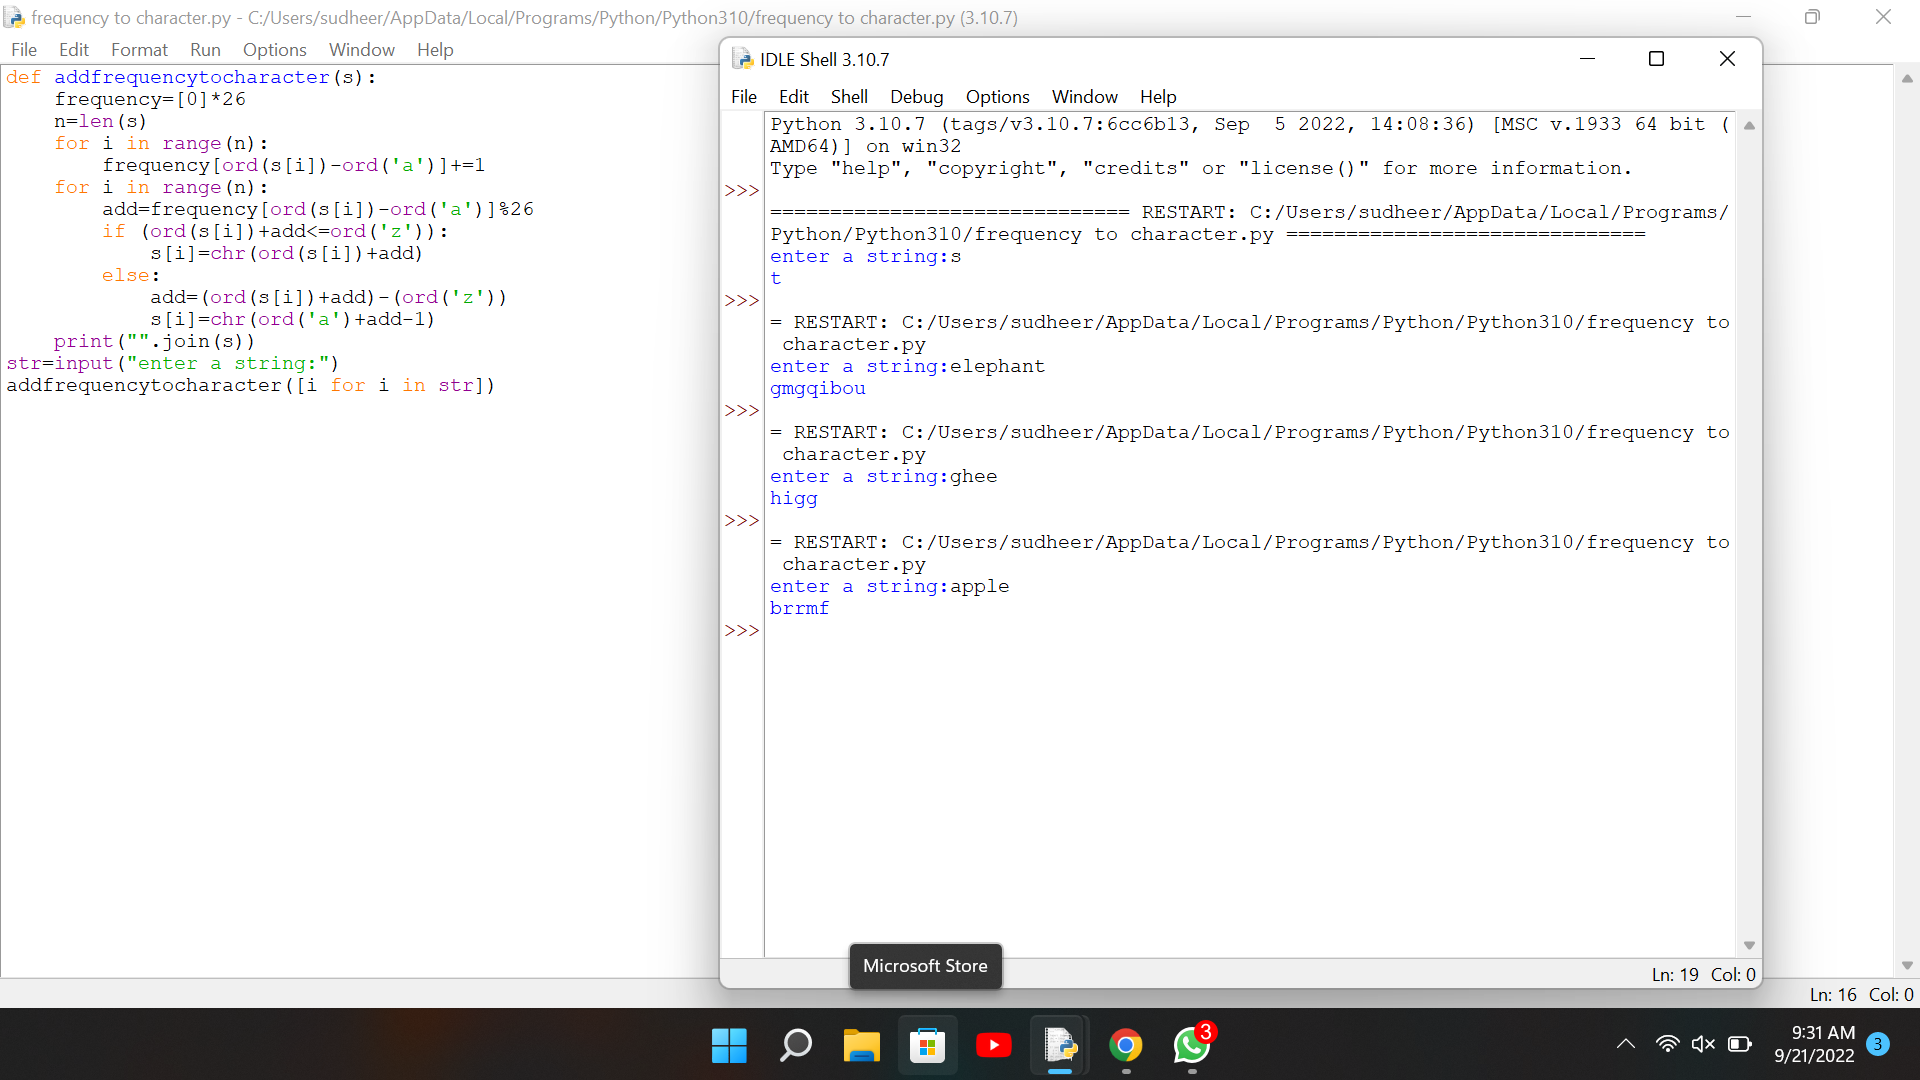 frequency to character.py - C:/Users/sudheer/AppData/Local/Programs/Python/Python310/frequency to character.py (3.10.7)
File Edit Format Run Options Window Help
def addfrequencytocharacter(s):
    frequency=[0]*26
    n=len(s)
    for i in range(n):
        frequency[ord(s[i])-ord('a')]+=1
    for i in range(n):
        add=frequency[ord(s[i])-ord('a')]%26
        if (ord(s[i])+add<=ord('z')):
            s[i]=chr(ord(s[i])+add)
        else:
            add=(ord(s[i])+add)-(ord('z'))
            s[i]=chr(ord('a')+add-1)
    print("".join(s))
str=input("enter a string:")
addfrequencytocharacter([i for i in str])
IDLE Shell 3.10.7
File Edit Shell Debug Options Window Help
Python 3.10.7 (tags/v3.10.7:6cc6b13, Sep  5 2022, 14:08:36) [MSC v.1933 64 bit (
AMD64)] on win32
Type "help", "copyright", "credits" or "license()" for more information.
>>>
============================== RESTART: C:/Users/sudheer/AppData/Local/Programs/
Python/Python310/frequency to character.py ==============================
enter a string:s
t
>>>
= RESTART: C:/Users/sudheer/AppData/Local/Programs/Python/Python310/frequency to
 character.py
enter a string:elephant
gmgqibou
>>>
= RESTART: C:/Users/sudheer/AppData/Local/Programs/Python/Python310/frequency to
 character.py
enter a string:ghee
higg
>>>
= RESTART: C:/Users/sudheer/AppData/Local/Programs/Python/Python310/frequency to
 character.py
enter a string:apple
brrmf
>>>
Microsoft Store
Ln: 19 Col: 0
Ln: 16 Col: 0
3
9:31 AM
9/21/2022
3